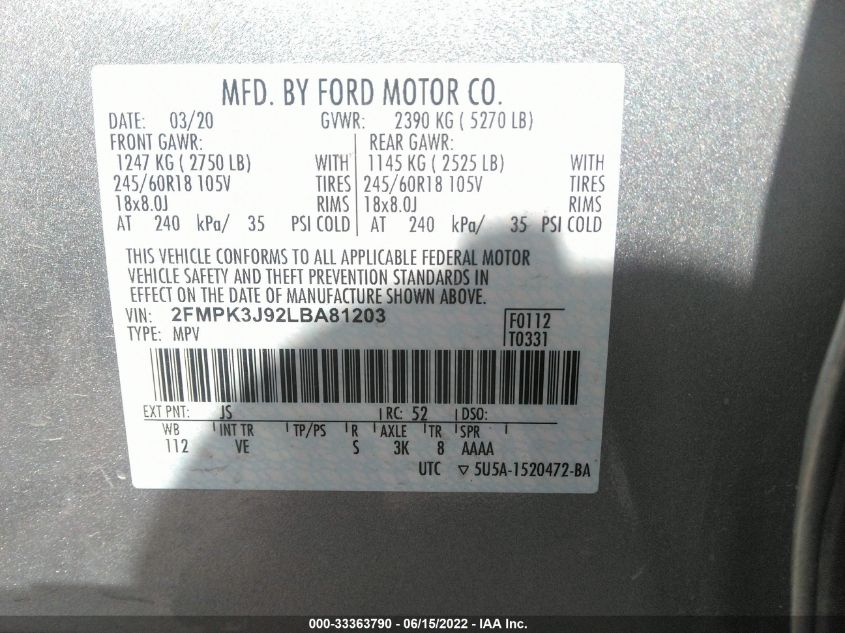 MFD. BY FORD MOTOR CO.
DATE: 03/20 GVWR: 2390 KG ( 5270 LB)
FRONT GAWR: REAR GAWR:
1247 KG ( 2750 LB) WITH 1145 KG ( 2525 LB) WITH
245/60R18 105V TIRES 245/60R18 105V TIRES
18x8.0J RIMS 18x8.0J RIMS
AT 240 kPa/ 35 PSI COLD AT 240 kPa/ 35 PSI COLD
THIS VEHICLE CONFORMS TO ALL APPLICABLE FEDERAL MOTOR
VEHICLE SAFETY AND THEFT PREVENTION STANDARDS IN
EFFECT ON THE DATE OF MANUFACTURE SHOWN ABOVE.
VIN: 2FMPK3J92LBA81203 F0112
TYPE: MPV T0331
EXT PNT: JS RC: 52 DSO:
WB INT TR TP/PS R AXLE TR SPR
112 VE S 3K 8 AAAA
UTC ▽ 5U5A-1520472-BA
000-33363790 - 06/15/2022 - IAA Inc.